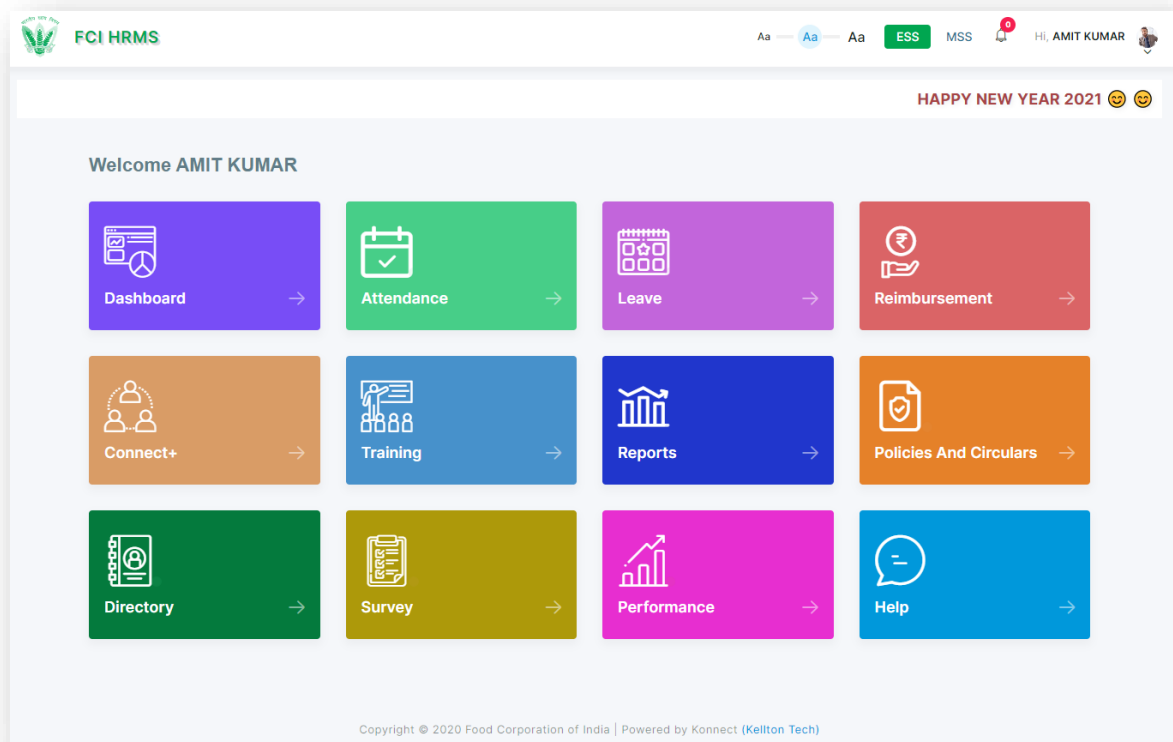 FCI HRMS
Aa Aa Aa ESS MSS 0 Hi, AMIT KUMAR
HAPPY NEW YEAR 2021 😊 😊
Welcome AMIT KUMAR
Dashboard
Attendance
Leave
Reimbursement
Connect+
Training
Reports
Policies And Circulars
Directory
Survey
Performance
Help
Copyright © 2020 Food Corporation of India | Powered by Konnect (Kellton Tech)